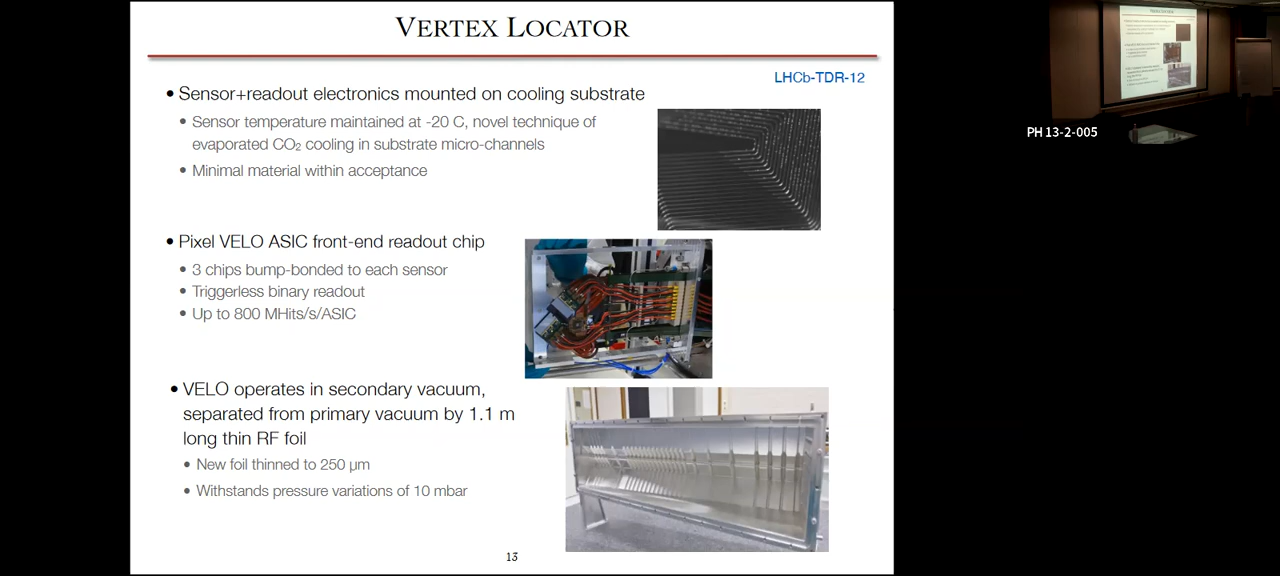 VERTEX LOCATOR
LHCb-TDR-12
• Sensor+readout electronics mounted on cooling substrate
• Sensor temperature maintained at -20 C, novel technique of
evaporated CO₂ cooling in substrate micro-channels
• Minimal material within acceptance
• Pixel VELO ASIC front-end readout chip
• 3 chips bump-bonded to each sensor
• Triggerless binary readout
• Up to 800 MHits/s/ASIC
• VELO operates in secondary vacuum,
separated from primary vacuum by 1.1 m
long thin RF foil
• New foil thinned to 250 µm
• Withstands pressure variations of 10 mbar
13
PH 13-2-005